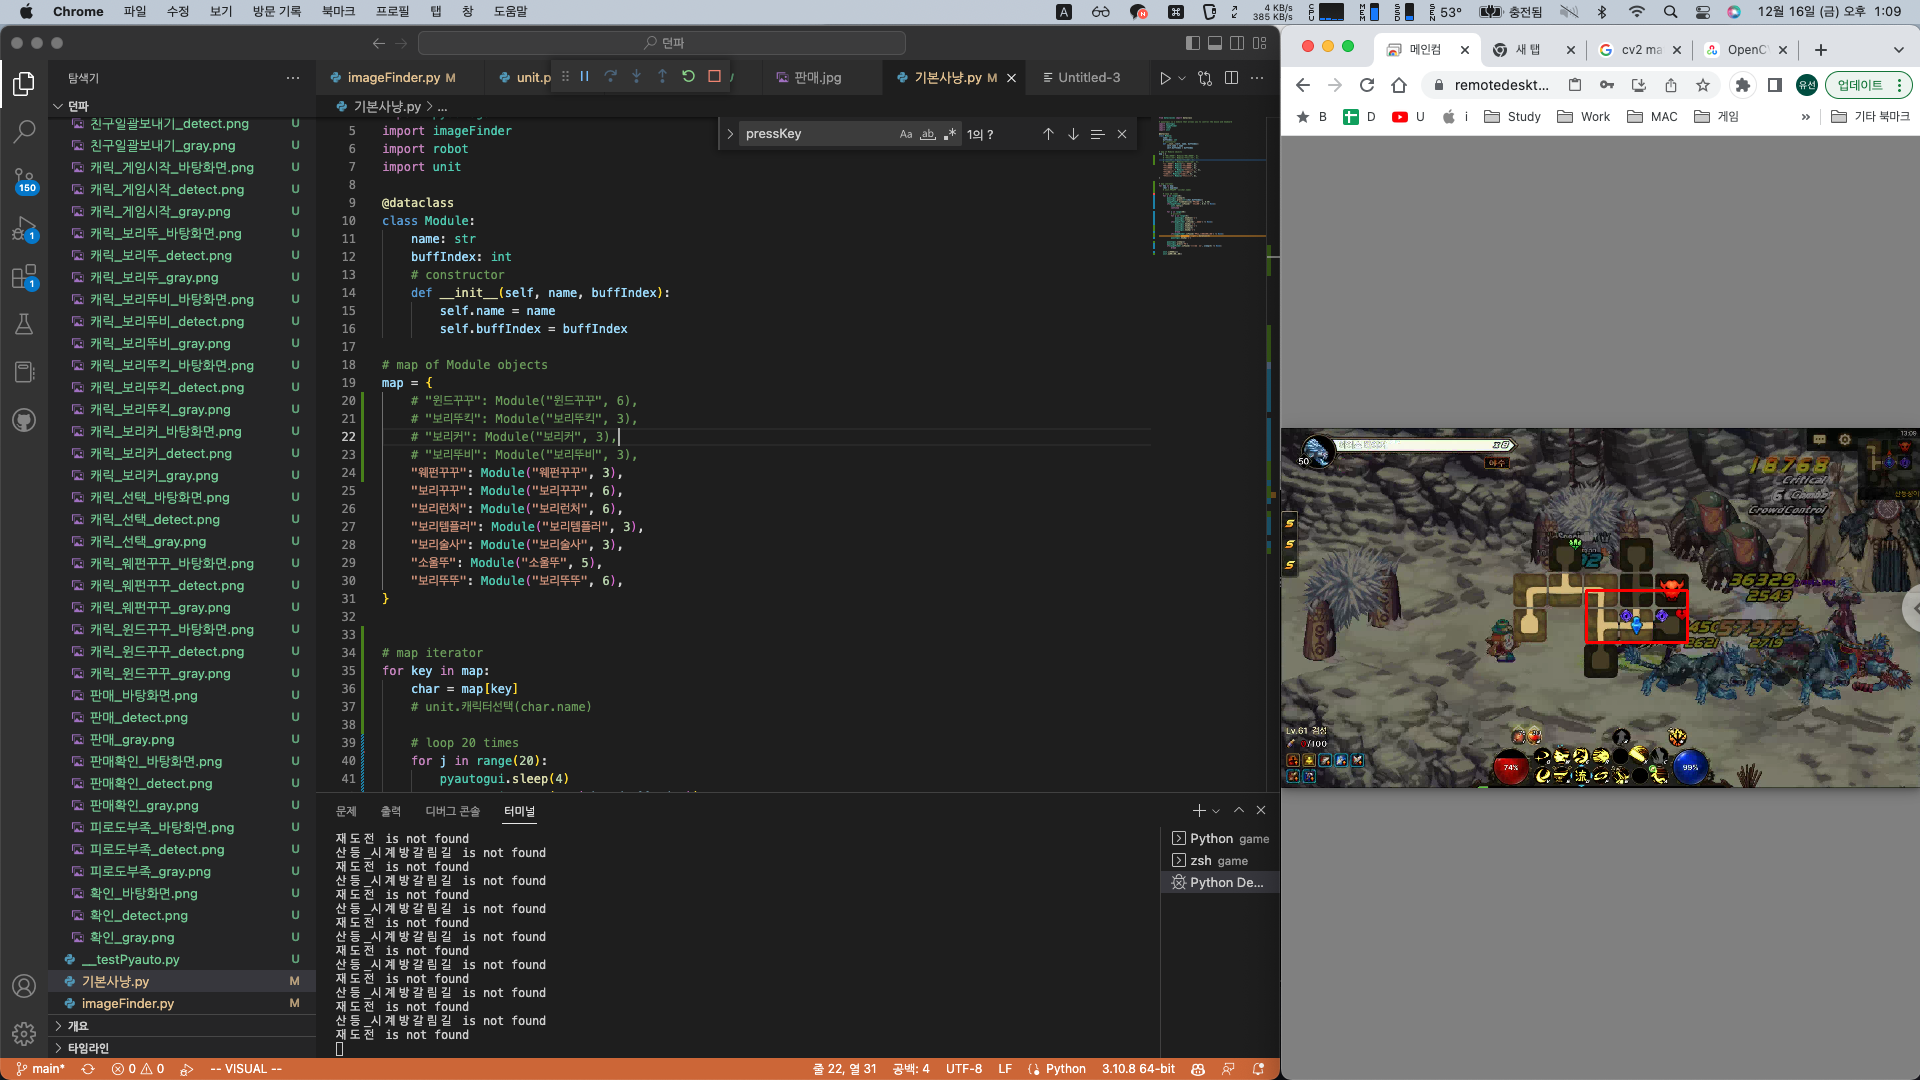 Chrome 파일 수정 보기 방문 기록 북마크 프로필 탭 창 도움말
4 KB/s
385 KB/s
53° 충전됨 12월 16일 (금) 오후 1:09
던파
메인컴
새 탭
cv2 ma
OpenCV
remotedeskt...
유선
업데이트
B D U i Study Work MAC 게임 » 기타 북마크
탐색기
던파
친구일괄보내기_detect.png U
친구일괄보내기_gray.png U
캐릭_게임시작_바탕화면.png U
캐릭_게임시작_detect.png U
캐릭_게임시작_gray.png U
캐릭_보리뚜_바탕화면.png U
캐릭_보리뚜_detect.png U
캐릭_보리뚜_gray.png U
캐릭_보리뚜비_바탕화면.png U
캐릭_보리뚜비_detect.png U
캐릭_보리뚜비_gray.png U
캐릭_보리뚜킥_바탕화면.png U
캐릭_보리뚜킥_detect.png U
캐릭_보리뚜킥_gray.png U
캐릭_보리커_바탕화면.png U
캐릭_보리커_detect.png U
캐릭_보리커_gray.png U
캐릭_선택_바탕화면.png U
캐릭_선택_detect.png U
캐릭_선택_gray.png U
캐릭_웨펀꾸꾸_바탕화면.png U
캐릭_웨펀꾸꾸_detect.png U
캐릭_웨펀꾸꾸_gray.png U
캐릭_윈드꾸꾸_바탕화면.png U
캐릭_윈드꾸꾸_detect.png U
캐릭_윈드꾸꾸_gray.png U
판매_바탕화면.png U
판매_detect.png U
판매_gray.png U
판매확인_바탕화면.png U
판매확인_detect.png U
판매확인_gray.png U
피로도부족_바탕화면.png U
피로도부족_detect.png U
피로도부족_gray.png U
확인_바탕화면.png U
확인_detect.png U
확인_gray.png U
__testPyauto.py U
기본사냥.py M
imageFinder.py M
개요
타임라인
150
1
1
imageFinder.py M
unit.p
판매.jpg
기본사냥.py M
Untitled-3
기본사냥.py > ...
pressKey
Aa ab 1의 ?
5 import imageFinder
6 import robot
7 import unit
8
9 @dataclass
10 class Module:
11 name: str
12 buffIndex: int
13 # constructor
14 def __init__(self, name, buffIndex):
15 self.name = name
16 self.buffIndex = buffIndex
17
18 # map of Module objects
19 map = {
20 # "윈드꾸꾸": Module("윈드꾸꾸", 6),
21 # "보리뚜킥": Module("보리뚜킥", 3),
22 # "보리커": Module("보리커", 3),
23 # "보리뚜비": Module("보리뚜비", 3),
24 "웨펀꾸꾸": Module("웨펀꾸꾸", 3),
25 "보리꾸꾸": Module("보리꾸꾸", 6),
26 "보리런처": Module("보리런처", 6),
27 "보리템플러": Module("보리템플러", 3),
28 "보리술사": Module("보리술사", 3),
29 "소울뚜": Module("소울뚜", 5),
30 "보리뚜뚜": Module("보리뚜뚜", 6),
31 }
32
33
34 # map iterator
35 for key in map:
36 char = map[key]
37 # unit.캐릭터선택(char.name)
38
39 # loop 20 times
40 for j in range(20):
41 pyautogui.sleep(4)
문제 출력 디버그 콘솔 터미널
재도전 is not found
산등_시계방갈림길 is not found
재도전 is not found
산등_시계방갈림길 is not found
재도전 is not found
산등_시계방갈림길 is not found
재도전 is not found
산등_시계방갈림길 is not found
재도전 is not found
산등_시계방갈림길 is not found
재도전 is not found
산등_시계방갈림길 is not found
재도전 is not found
산등_시계방갈림길 is not found
재도전 is not found
Python game
zsh game
Python De...
main* 0 0 -- VISUAL -- 줄 22, 열 31 공백: 4 UTF-8 LF Python 3.10.8 64-bit
50
야수
13:09
18768
Critical
6 Combo
CrowdControl
36329
2543
57972
2719
Lv.61 검성
/100
74%
99%